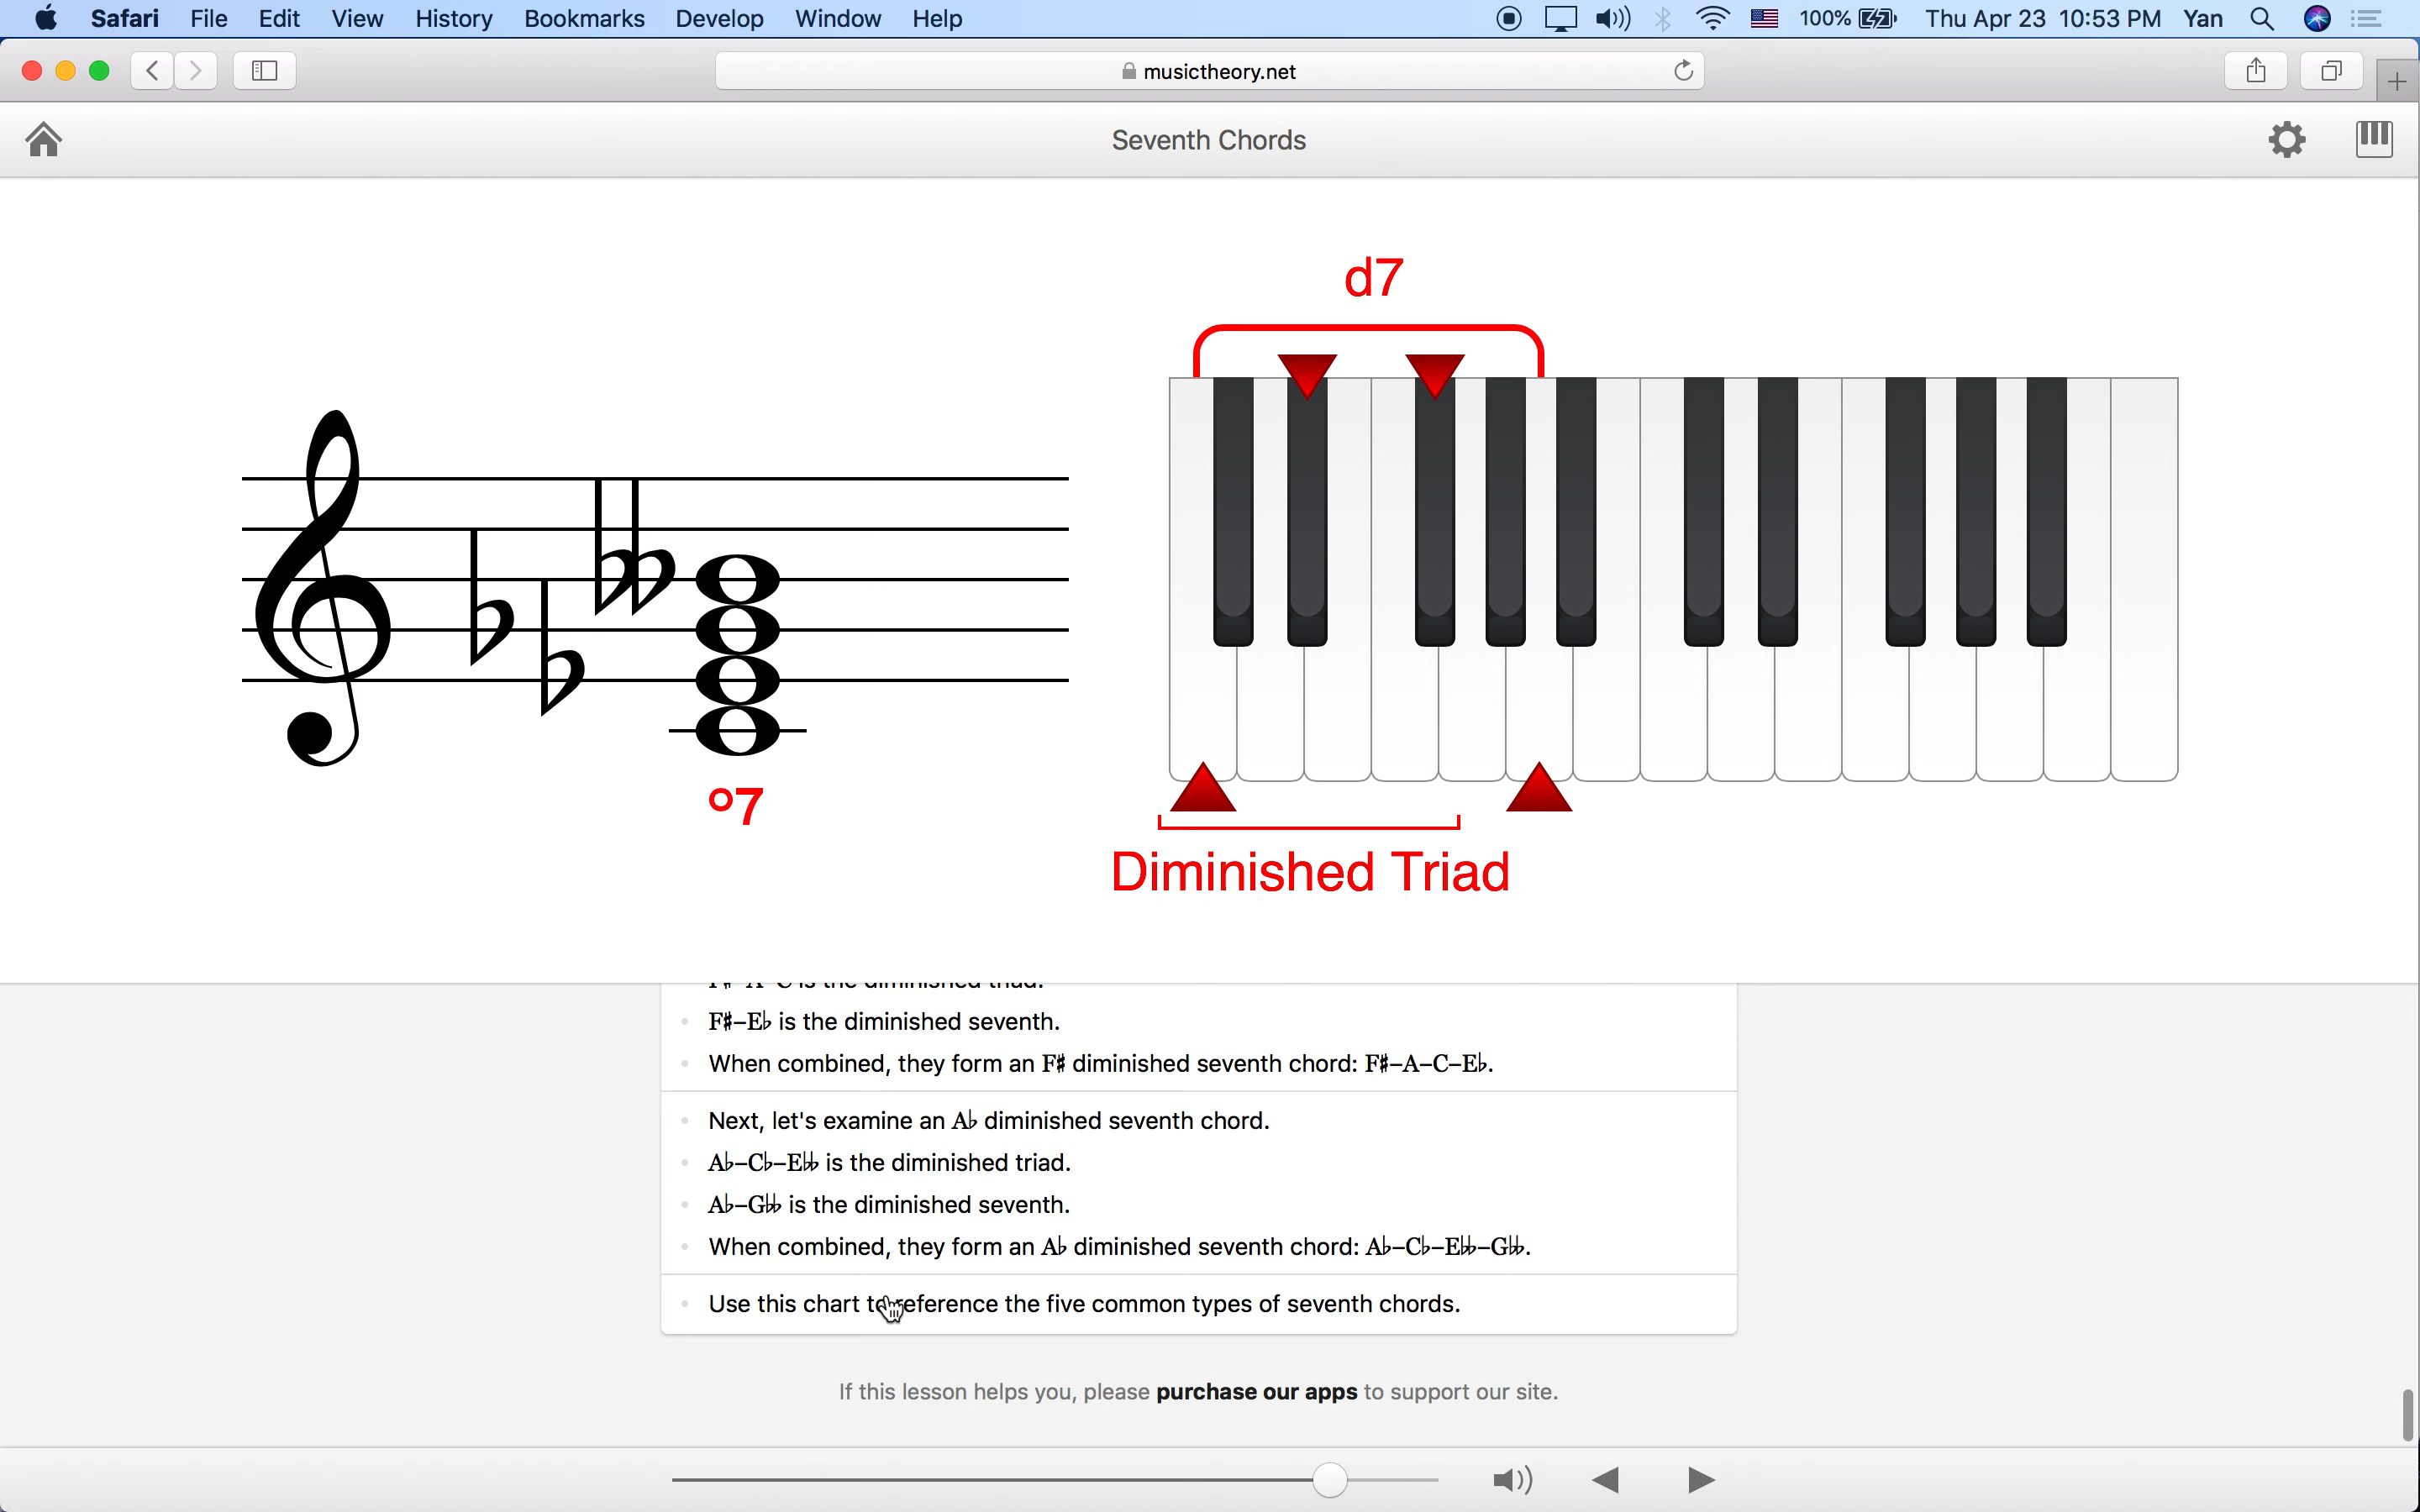 Safari File Edit View History Bookmarks Develop Window Help 100% Thu Apr 23 10:53 PM Yan
musictheory.net
Seventh Chords
d7
o7
Diminished Triad
F♯–A–C is the diminished triad.
F♯–E♭ is the diminished seventh.
When combined, they form an F♯ diminished seventh chord: F♯–A–C–E♭.
Next, let's examine an A♭ diminished seventh chord.
A♭–C♭–E𝄫 is the diminished triad.
A♭–G𝄫 is the diminished seventh.
When combined, they form an A♭ diminished seventh chord: A♭–C♭–E𝄫–G𝄫.
Use this chart to reference the five common types of seventh chords.
If this lesson helps you, please purchase our apps to support our site.